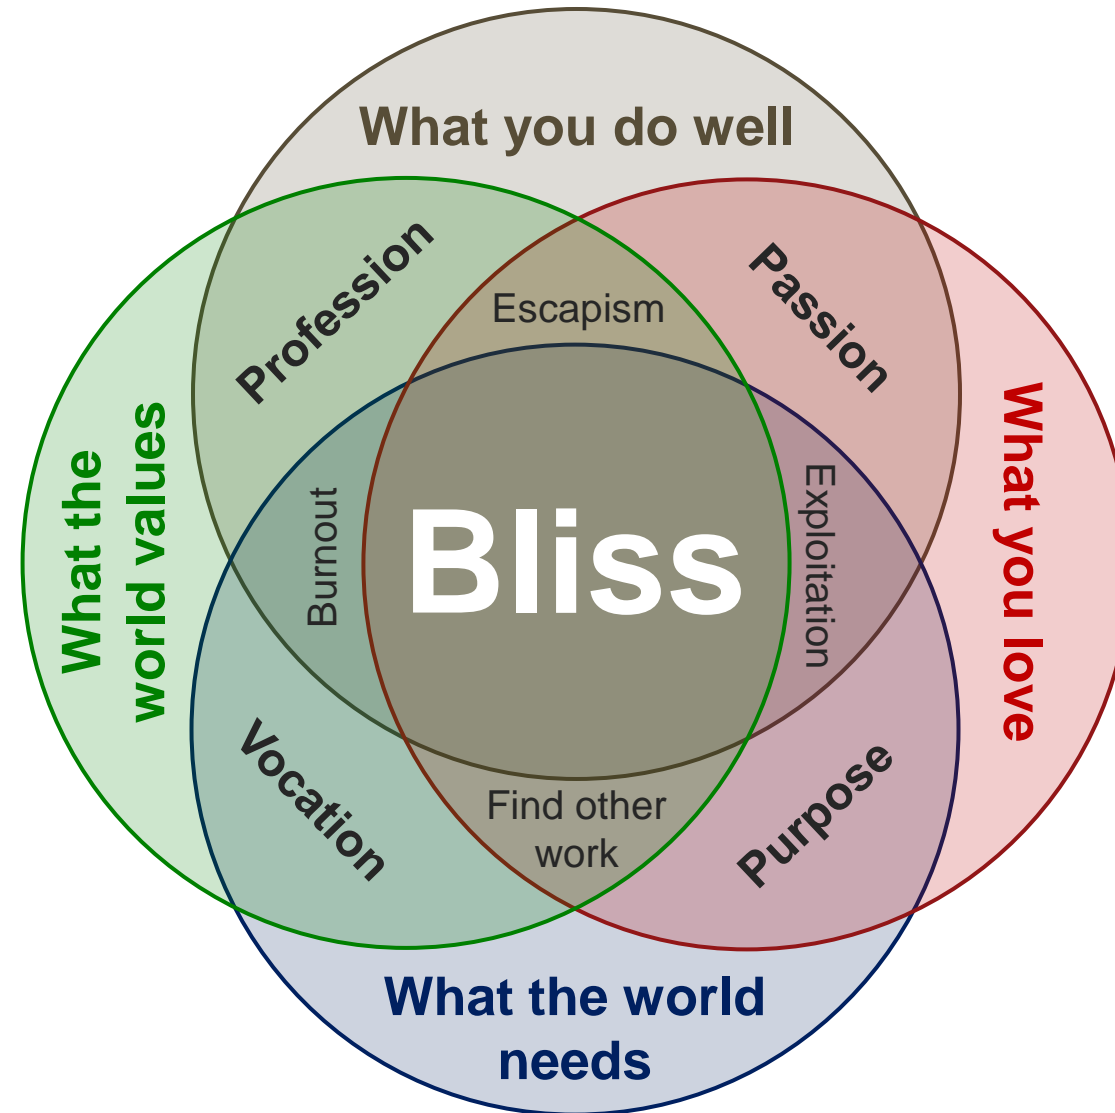 What you do well
Profession
Passion
Escapism
What the
world values
Burnout
Bliss
Exploitation
What you love
Vocation
Find other
work
Purpose
What the world
needs